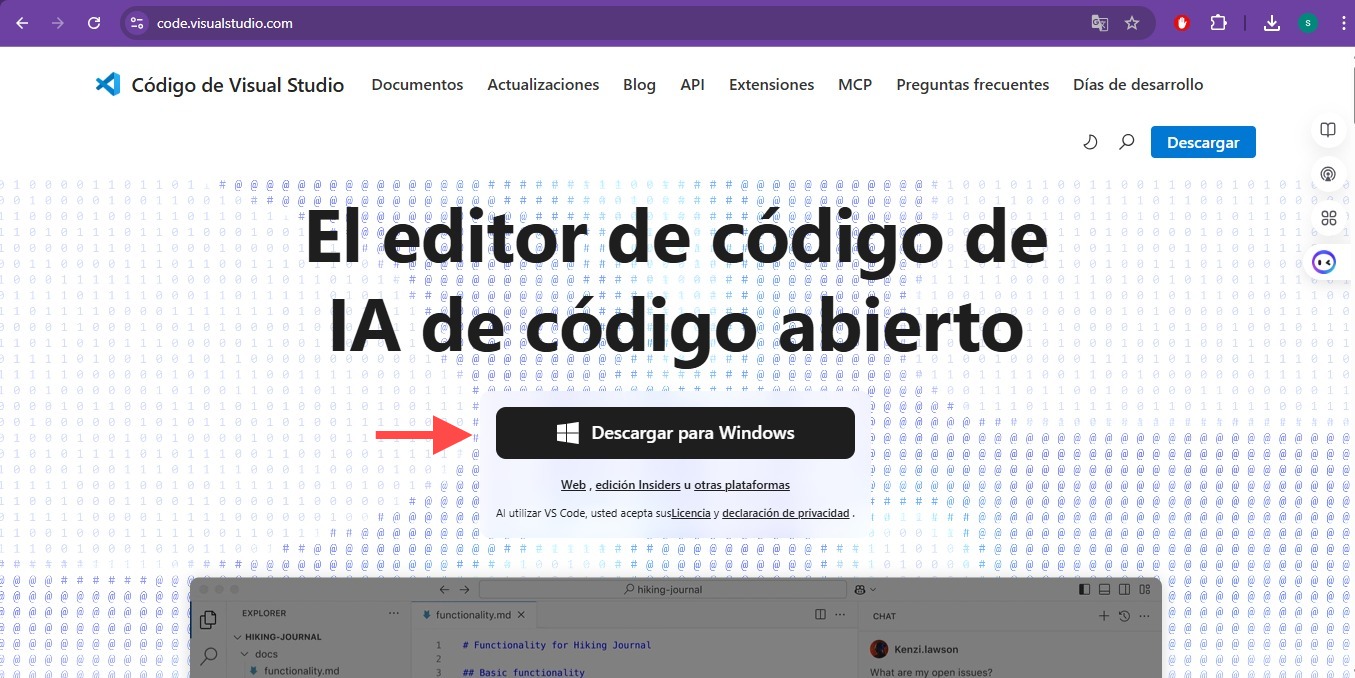 code.visualstudio.com
S
Código de Visual Studio Documentos Actualizaciones Blog API Extensiones MCP Preguntas frecuentes Días de desarrollo
Descargar
El editor de código de
IA de código abierto
Descargar para Windows
Web , edición Insiders u otras plataformas
Al utilizar VS Code, usted acepta susLicencia y declaración de privacidad .
hiking-journal
EXPLORER ...
functionality.md
CHAT
HIKING-JOURNAL
docs
functionality.md
1 # Functionality for Hiking Journal
2
3 ## Basic functionality
Kenzi.lawson
What are my open issues?